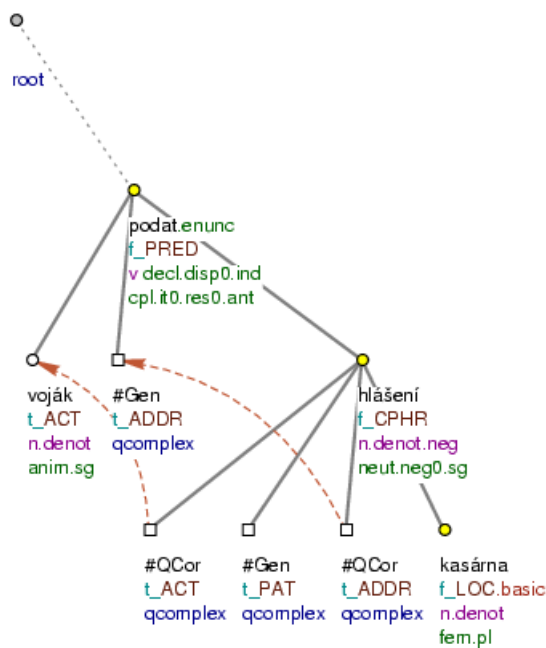 root
podat.enunc
f_PRED
v decl.disp0.ind
cpl.it0.res0.ant
voják
t_ACT
n.denot
anim.sg
#Gen
t_ADDR
qcomplex
hlášení
f_CPHR
n.denot.neg
neut.neg0.sg
#QCor
t_ACT
qcomplex
#Gen
t_PAT
qcomplex
#QCor
t_ADDR
qcomplex
kasárna
f_LOC.basic
n.denot
fem.pl